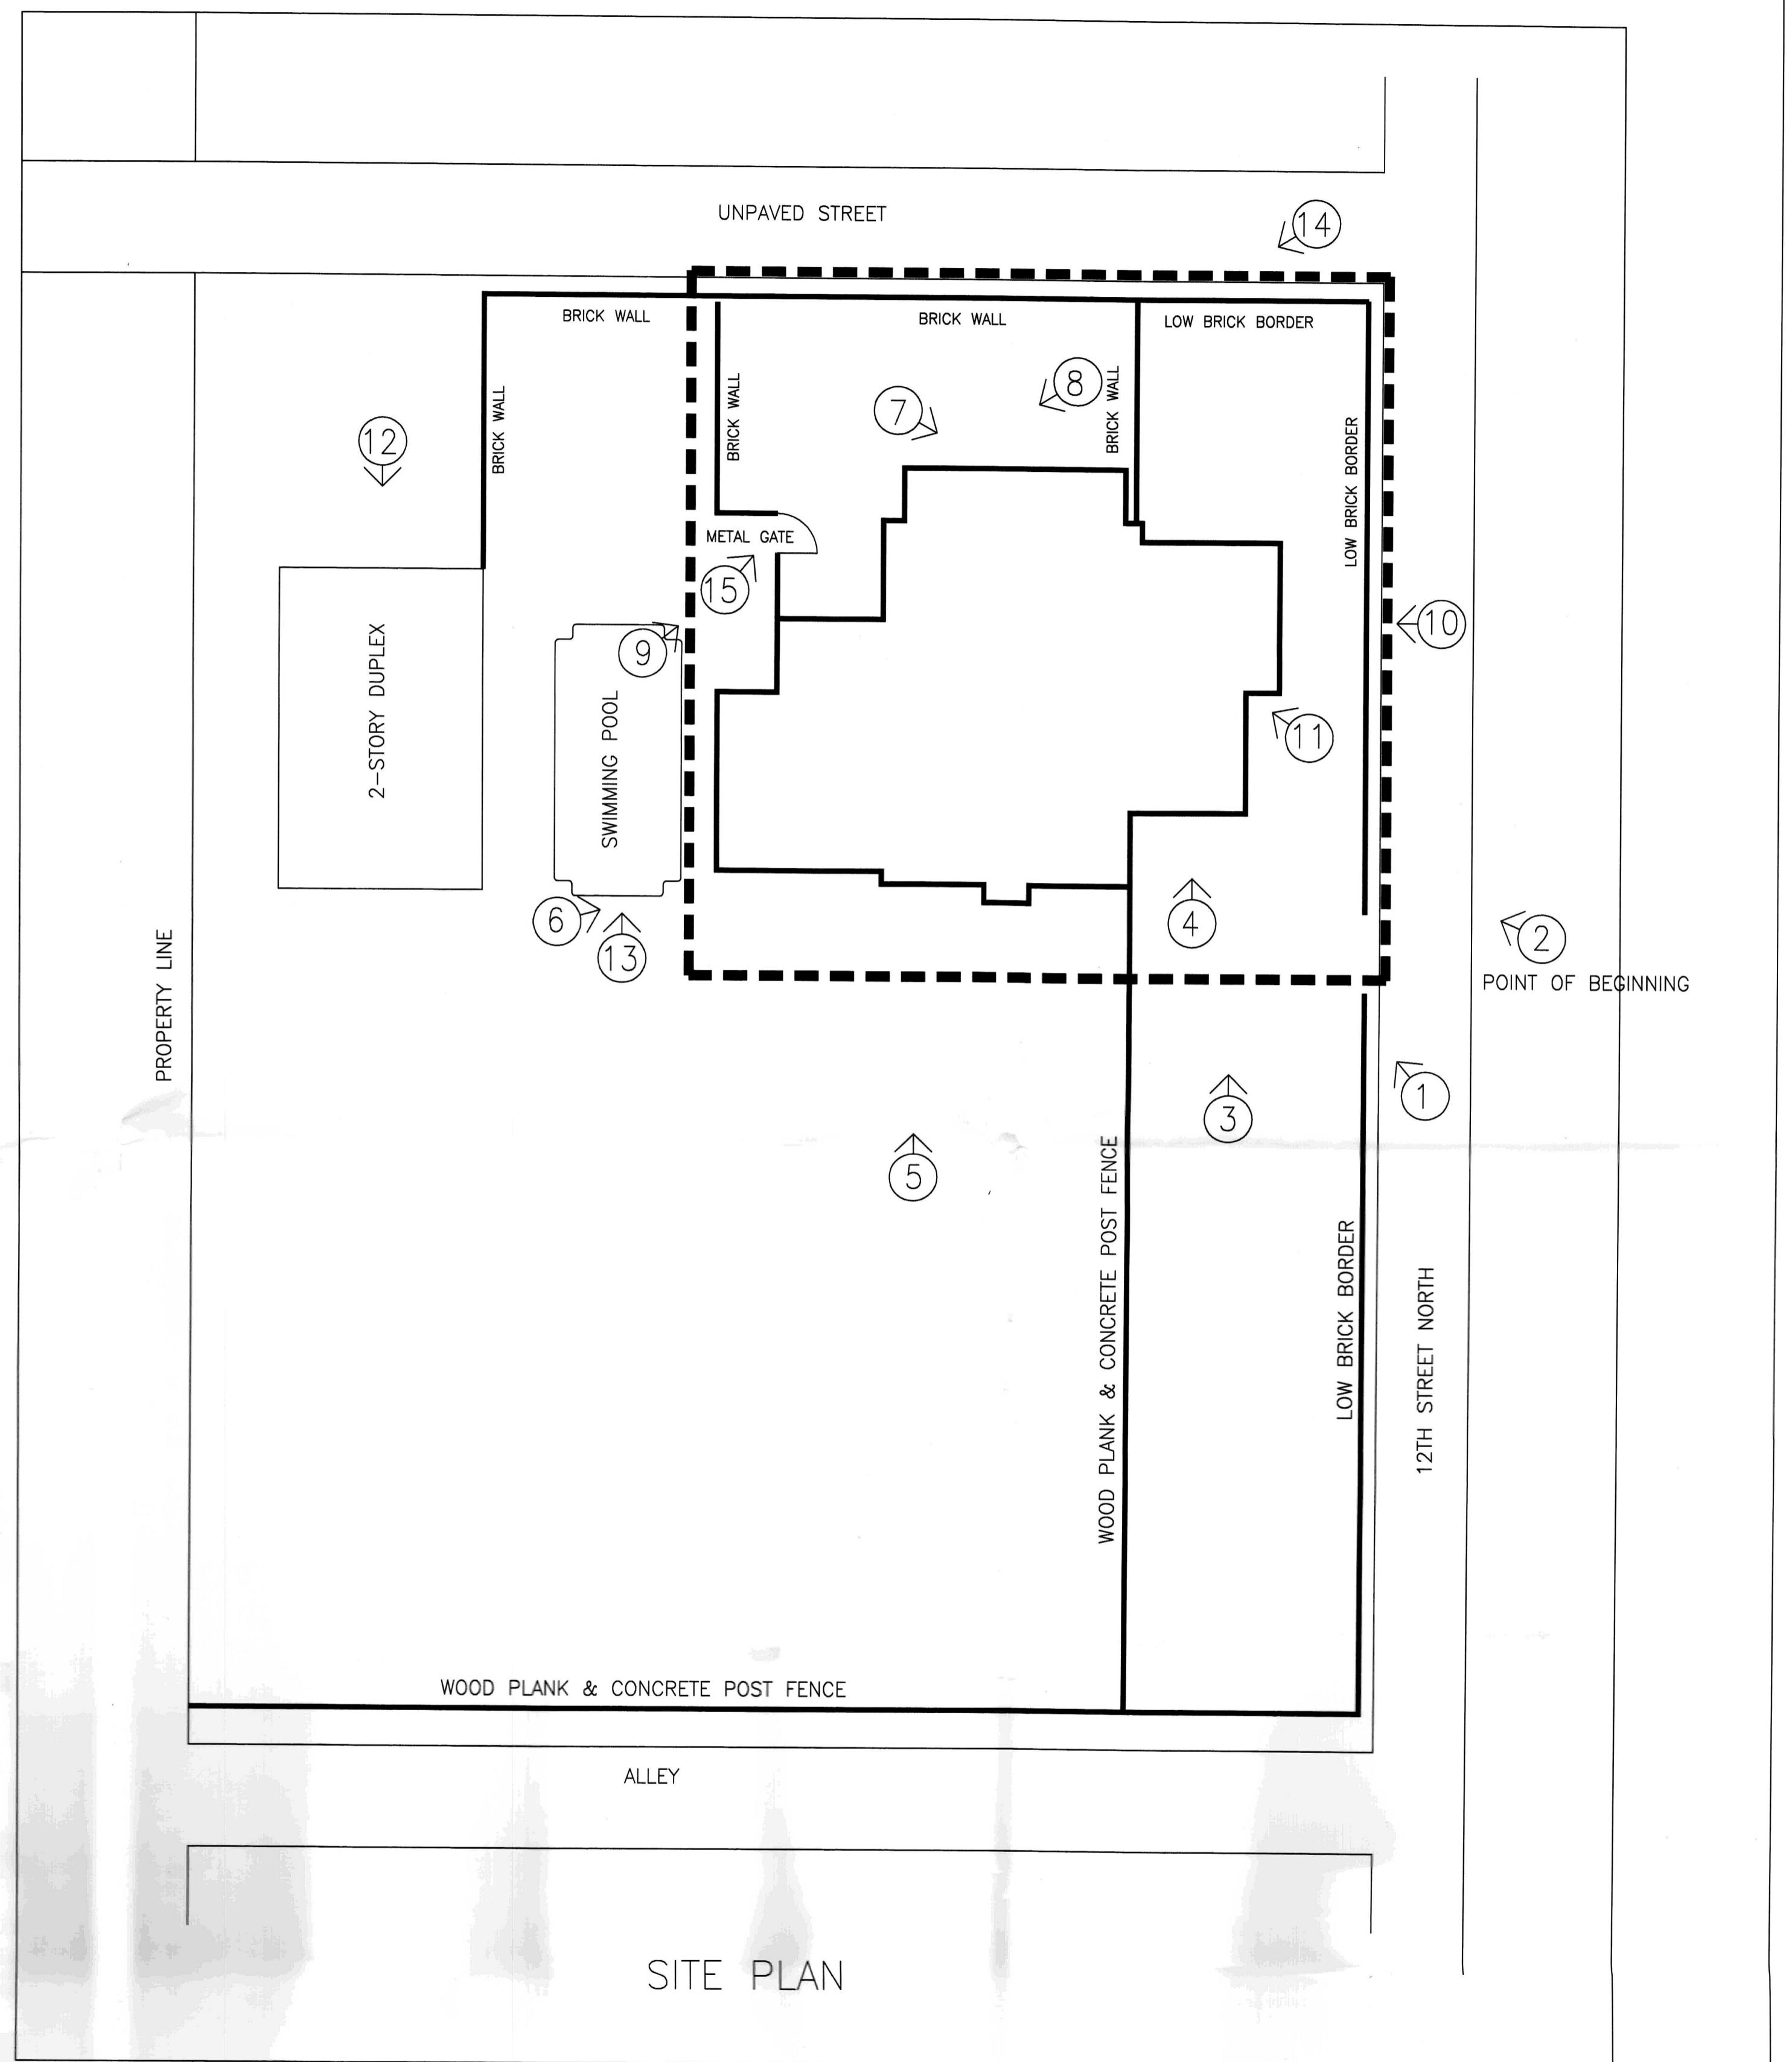 UNPAVED STREET
14
BRICK WALL
BRICK WALL
LOW BRICK BORDER
8
7
BRICK WALL
BRICK WALL
BRICK WALL
12
LOW BRICK BORDER
METAL GATE
15
10
9
2-STORY DUPLEX
SWIMMING POOL
11
6
4
13
2
POINT OF BEGINNING
PROPERTY LINE
1
3
5
WOOD PLANK & CONCRETE POST FENCE
LOW BRICK BORDER
12TH STREET NORTH
WOOD PLANK & CONCRETE POST FENCE
ALLEY
SITE PLAN